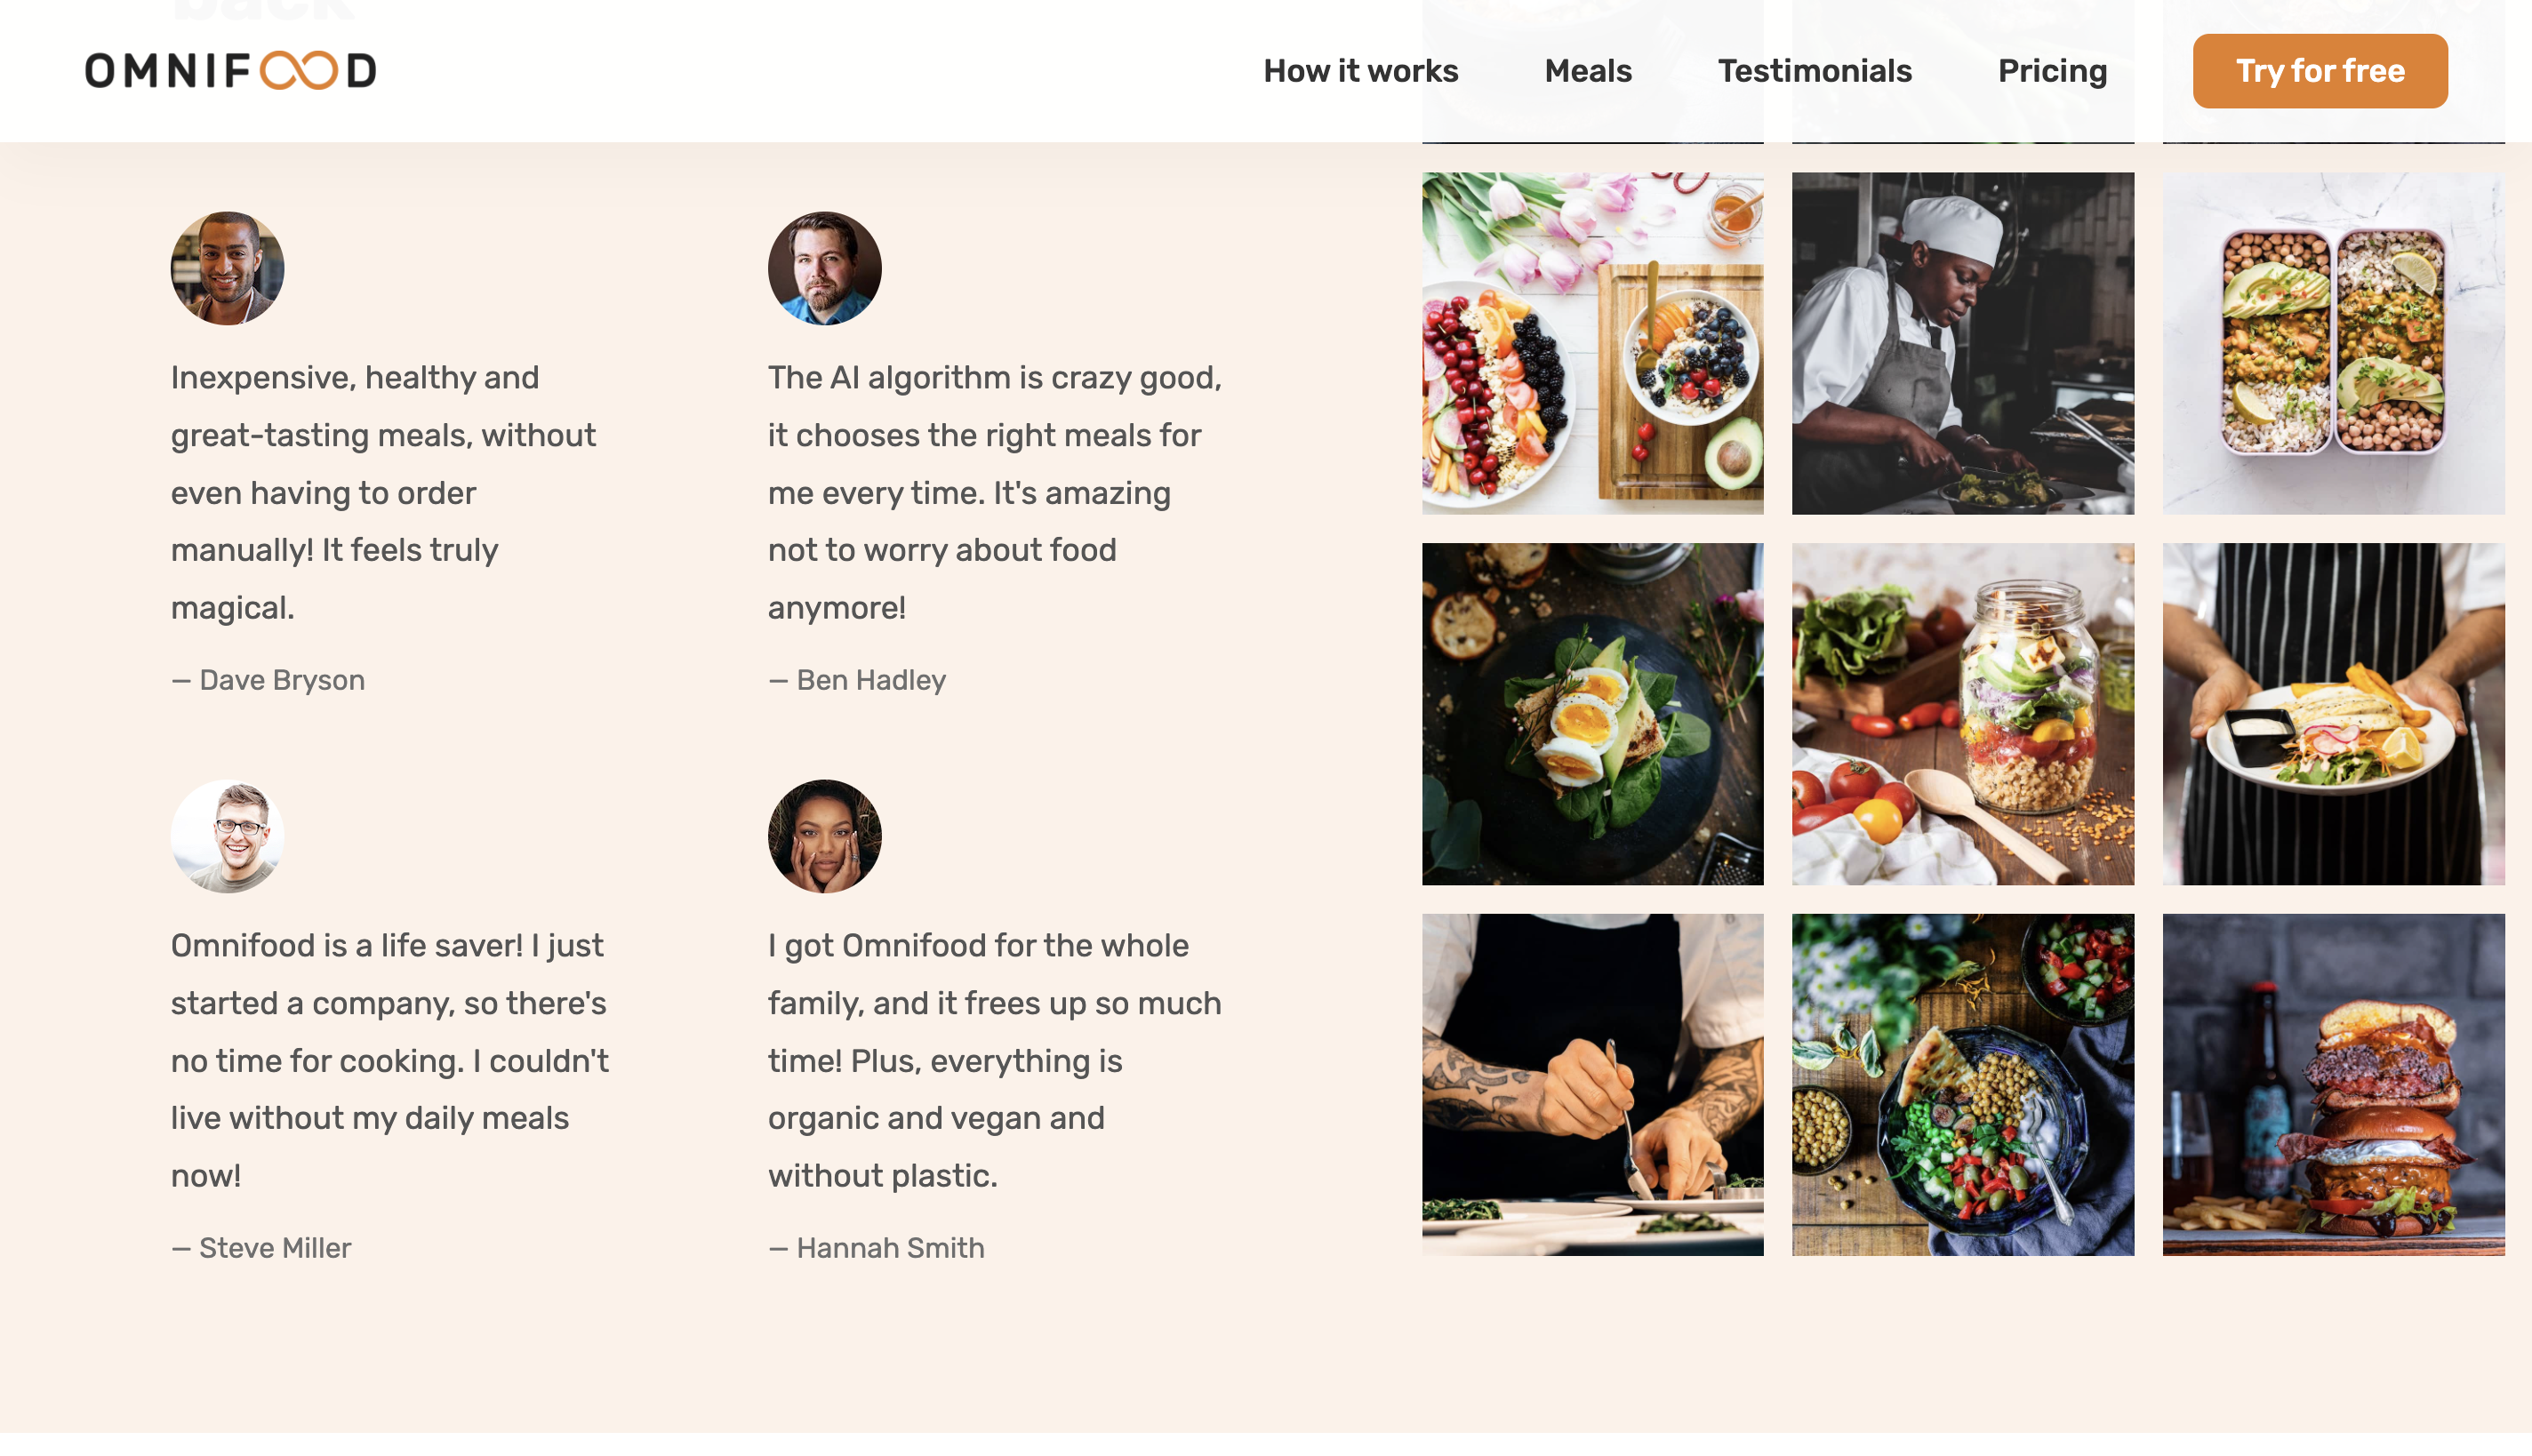 back
OMNIFOOD
How it works
Meals
Testimonials
Pricing
Try for free
Inexpensive, healthy and
great-tasting meals, without
even having to order
manually! It feels truly
magical.
— Dave Bryson
The AI algorithm is crazy good,
it chooses the right meals for
me every time. It's amazing
not to worry about food
anymore!
— Ben Hadley
Omnifood is a life saver! I just
started a company, so there's
no time for cooking. I couldn't
live without my daily meals
now!
— Steve Miller
I got Omnifood for the whole
family, and it frees up so much
time! Plus, everything is
organic and vegan and
without plastic.
— Hannah Smith